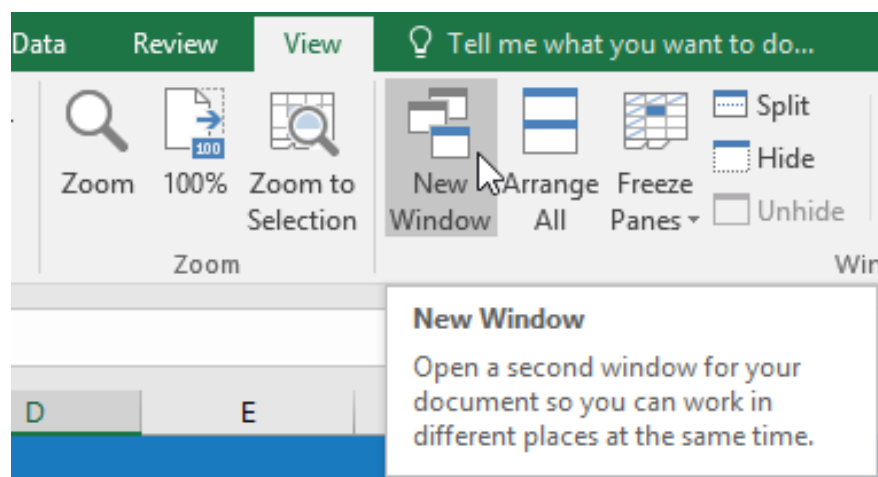 Data Review View Tell me what you want to do...
100
Split
Hide
Unhide
Zoom 100% Zoom to Selection
New Window
Arrange All
Freeze Panes
Zoom
New Window
Open a second window for your
document so you can work in
different places at the same time.
D E